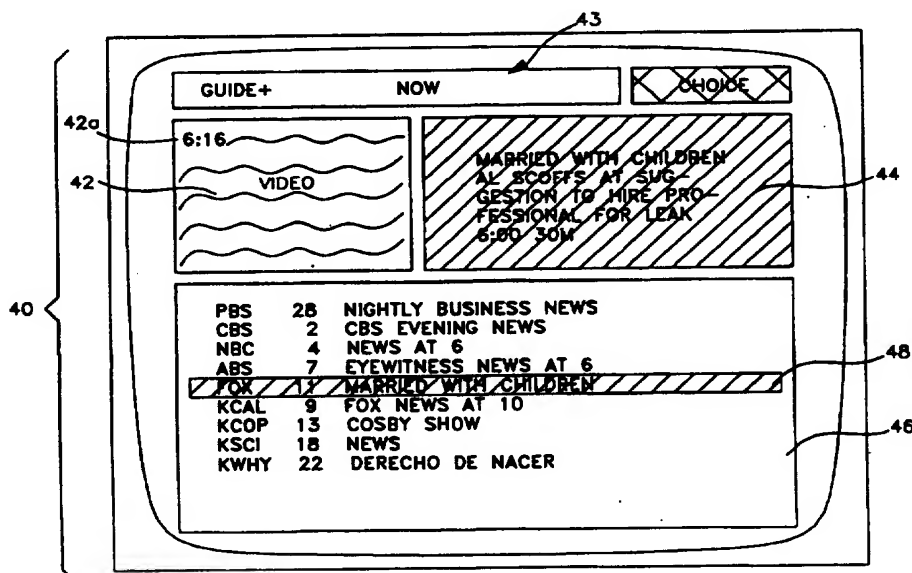 43
GUIDE+ NOW CHOICE
42a
6:16
42
VIDEO
MARRIED WITH CHILDREN
AL SCOFFS AT SUG-
GESTION TO HIRE PRO-
FESSIONAL FOR LEAK
6:00 30M
44
40
PBS 28 NIGHTLY BUSINESS NEWS
CBS 2 CBS EVENING NEWS
NBC 4 NEWS AT 6
ABS 7 EYEWITNESS NEWS AT 6
FOX 11 MARRIED WITH CHILDREN
48
KCAL 9 FOX NEWS AT 10
KCOP 13 COSBY SHOW
46
KSCI 18 NEWS
KWHY 22 DERECHO DE NACER